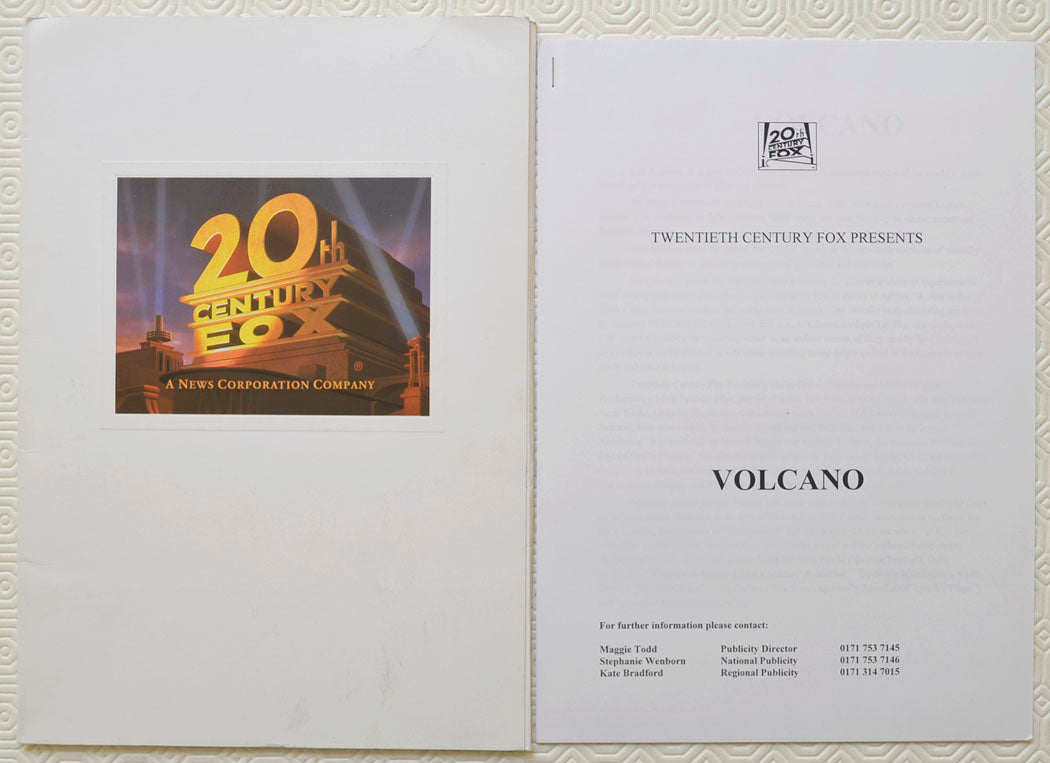 20th
CENTURY
FOX
®
A NEWS CORPORATION COMPANY
20th
CENTURY
FOX
TWENTIETH CENTURY FOX PRESENTS
VOLCANO
For further information please contact:
Maggie Todd Publicity Director 0171 753 7145
Stephanie Wenborn National Publicity 0171 753 7146
Kate Bradford Regional Publicity 0171 314 7015